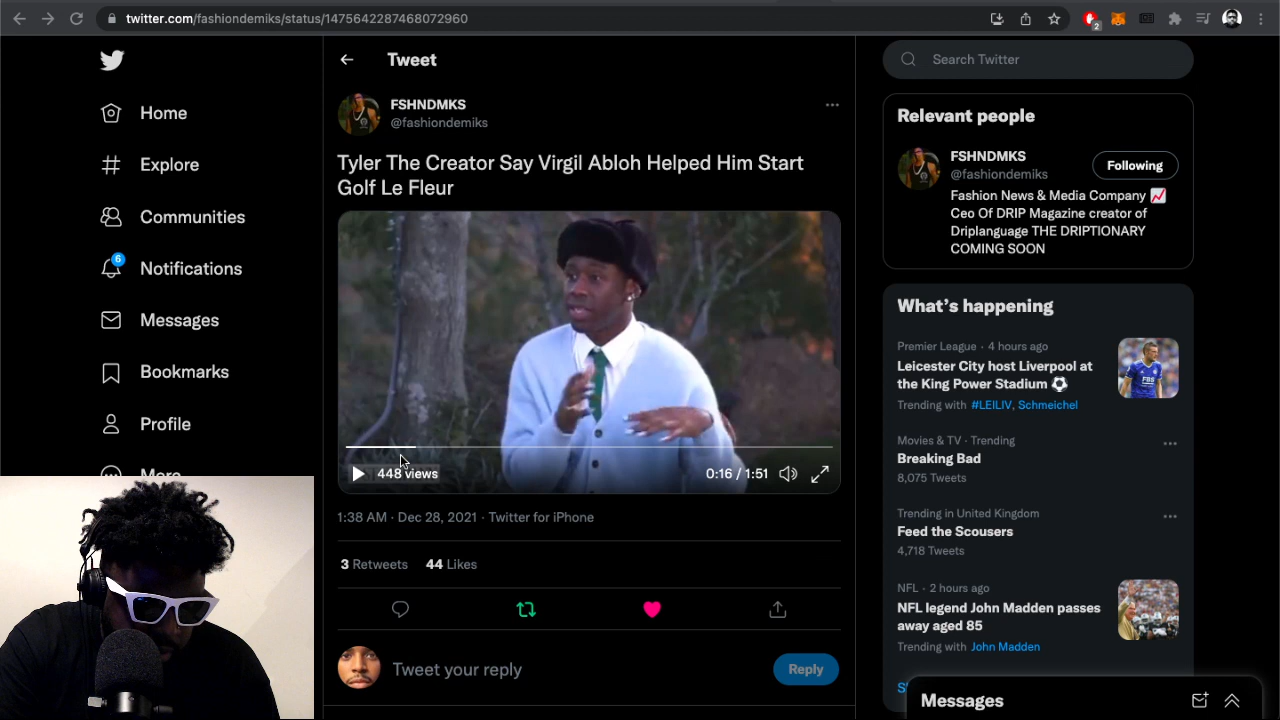 twitter.com/fashiondemiks/status/1475642287468072960
2
Home
Explore
Communities
6
Notifications
Messages
Bookmarks
Profile
More
Tweet
FSHNDMKS
@fashiondemiks
Tyler The Creator Say Virgil Abloh Helped Him Start
Golf Le Fleur
448 views
0:16 / 1:51
1:38 AM · Dec 28, 2021 · Twitter for iPhone
3 Retweets 44 Likes
Tweet your reply
Reply
Search Twitter
Relevant people
FSHNDMKS
@fashiondemiks
Following
Fashion News & Media Company 📈
Ceo Of DRIP Magazine creator of
Driplanguage THE DRIPTIONARY
COMING SOON
What's happening
Premier League · 4 hours ago
Leicester City host Liverpool at
the King Power Stadium ⚽
Trending with #LEILIV, Schmeichel
Movies & TV · Trending
Breaking Bad
8,075 Tweets
Trending in United Kingdom
Feed the Scousers
4,718 Tweets
NFL · 2 hours ago
NFL legend John Madden passes
away aged 85
Trending with John Madden
Messages